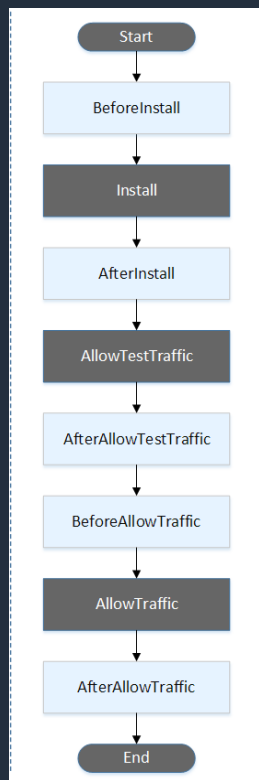 Start
BeforeInstall
Install
AfterInstall
AllowTestTraffic
AfterAllowTestTraffic
BeforeAllowTraffic
AllowTraffic
AfterAllowTraffic
End